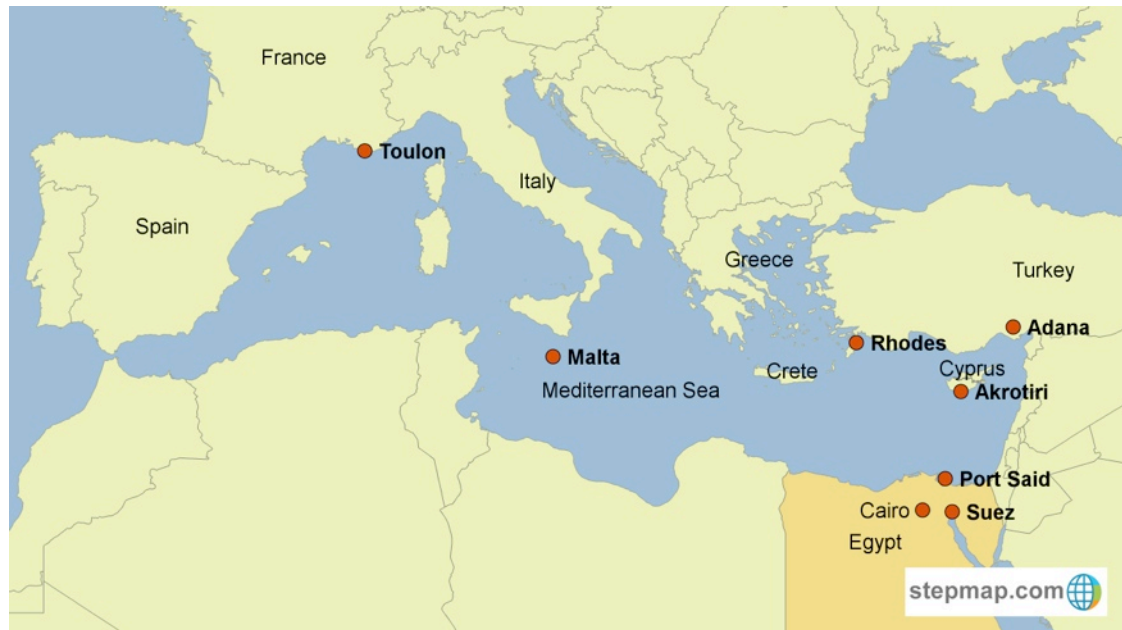 France
Toulon
Italy
Spain
Greece
Turkey
Adana
Rhodes
Malta
Crete
Cyprus
Mediterranean Sea
Akrotiri
Port Said
Cairo
Suez
Egypt
stepmap.com